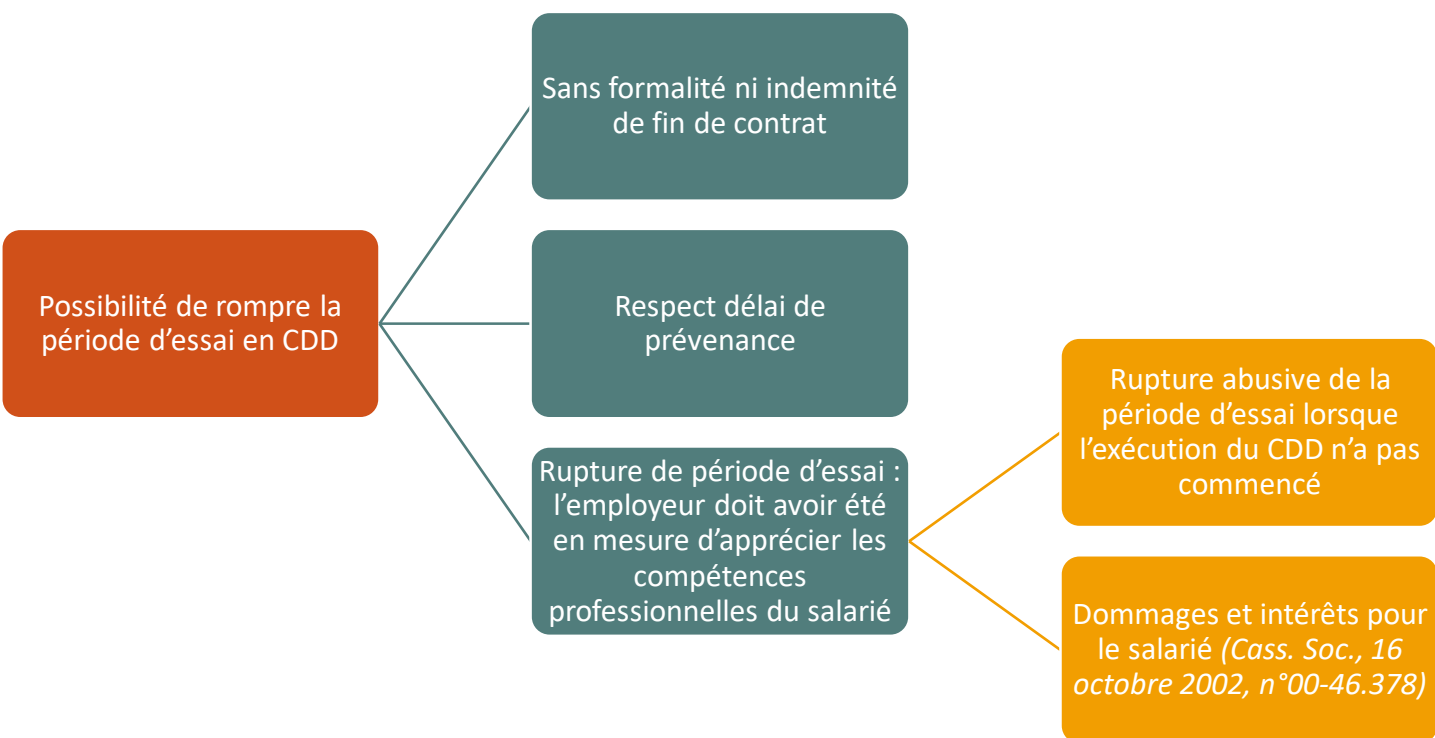 Possibilité de rompre la
période d’essai en CDD
Sans formalité ni indemnité
de fin de contrat
Respect délai de
prévenance
Rupture de période d’essai :
l’employeur doit avoir été
en mesure d’apprécier les
compétences
professionnelles du salarié
Rupture abusive de la
période d’essai lorsque
l’exécution du CDD n’a pas
commencé
Dommages et intérêts pour
le salarié (Cass. Soc., 16
octobre 2002, n°00-46.378)